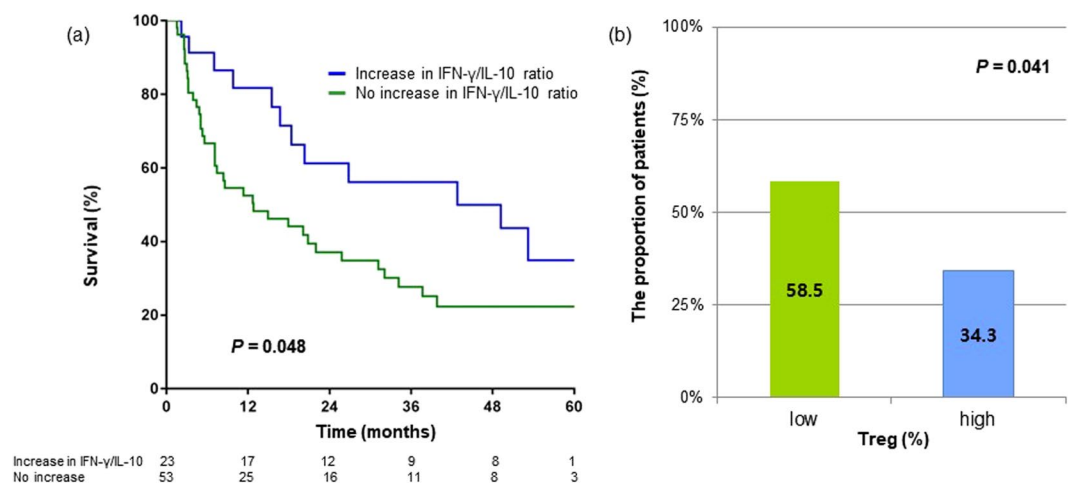 (a)
100
80
60
40
20
0
Survival (%)
Increase in IFN-γ/IL-10 ratio
No increase in IFN-γ/IL-10 ratio
P = 0.048
0 12 24 36 48 60
Time (months)
Increase in IFN-γ/IL-10 23 17 12 9 8 1
No increase 53 25 16 11 8 3
(b)
The proportion of patients (%)
100%
75%
50%
25%
0%
P = 0.041
58.5
34.3
low high
Treg (%)